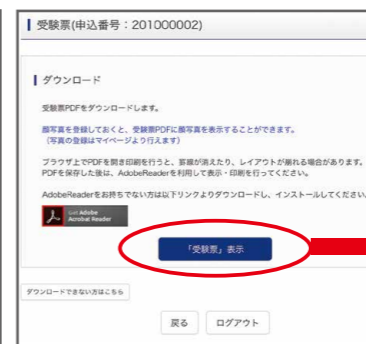 受験票(申込番号:201000002)
ダウンロード
受験票PDFをダウンロードします。
顔写真を登録しておくと、受験票PDFに顔写真を表示することができます。
(写真の登録はマイページより行えます)
ブラウザ上でPDFを開き印刷を行うと、罫線が消えたり、レイアウトが崩れる場合があります。
PDFを保存した後は、AdobeReaderを利用して表示・印刷を行ってください。
AdobeReaderをお持ちでない方は以下リンクよりダウンロードし、インストールしてください。
Get Adobe
Acrobat Reader
「受験票」表示
ダウンロードできない方はこちら
戻る ログアウト